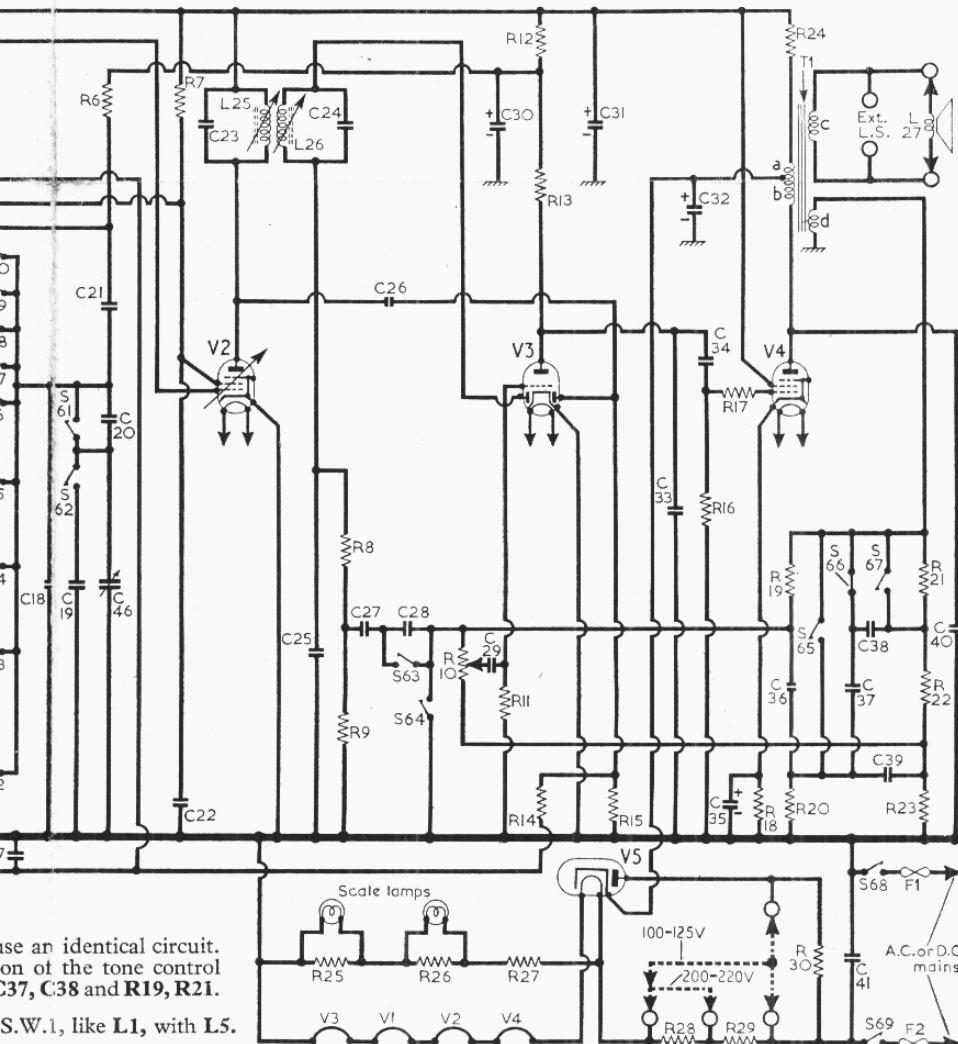 R12
R24
T1
R6
R7
L25
C24
C23
L26
C30
C31
c
Ext.
L.S.
L
27
a
b
C32
R13
d
C21
C26
V2
V3
C
34
V4
R17
S
61
C
20
S
62
C
33
R16
R8
S
66
S
67
R
19
R
21
C18
C
19
C
46
C27
C28
C25
C
29
R
10
S63
S
65
C38
C
40
C
36
C
37
R
22
R11
S64
R9
C39
C22
R14
R15
C
35
R
18
R20
R23
V5
S68
F1
Scale lamps
100-125V
200-220V
R
30
C
41
A.C. or D.C
mains
R25
R26
R27
V3
V1
V2
V4
R28
R29
S69
F2
an identical circuit.
of the tone control
C37, C38 and R19, R21.
S.W.1, like L1, with L5.